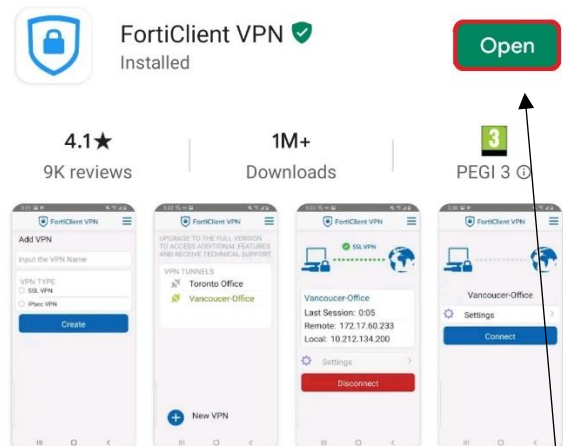 FortiClient VPN
Installed
Open
4.1★
9K reviews
1M+
Downloads
3
PEGI 3
FortiClient VPN
Add VPN
Input the VPN Name
VPN TYPE
SSL VPN
IPsec VPN
Create
FortiClient VPN
UPGRADE TO THE FULL VERSION
TO ACCESS ADDITIONAL FEATURES
AND RECEIVE TECHNICAL SUPPORT
VPN TUNNELS
Toronto Office
Vancoucer-Office
New VPN
FortiClient VPN
SSL VPN
Vancoucer-Office
Last Session: 0:05
Remote: 172.17.60.233
Local: 10.212.134.200
Settings
Disconnect
FortiClient VPN
Vancoucer-Office
Settings
Connect